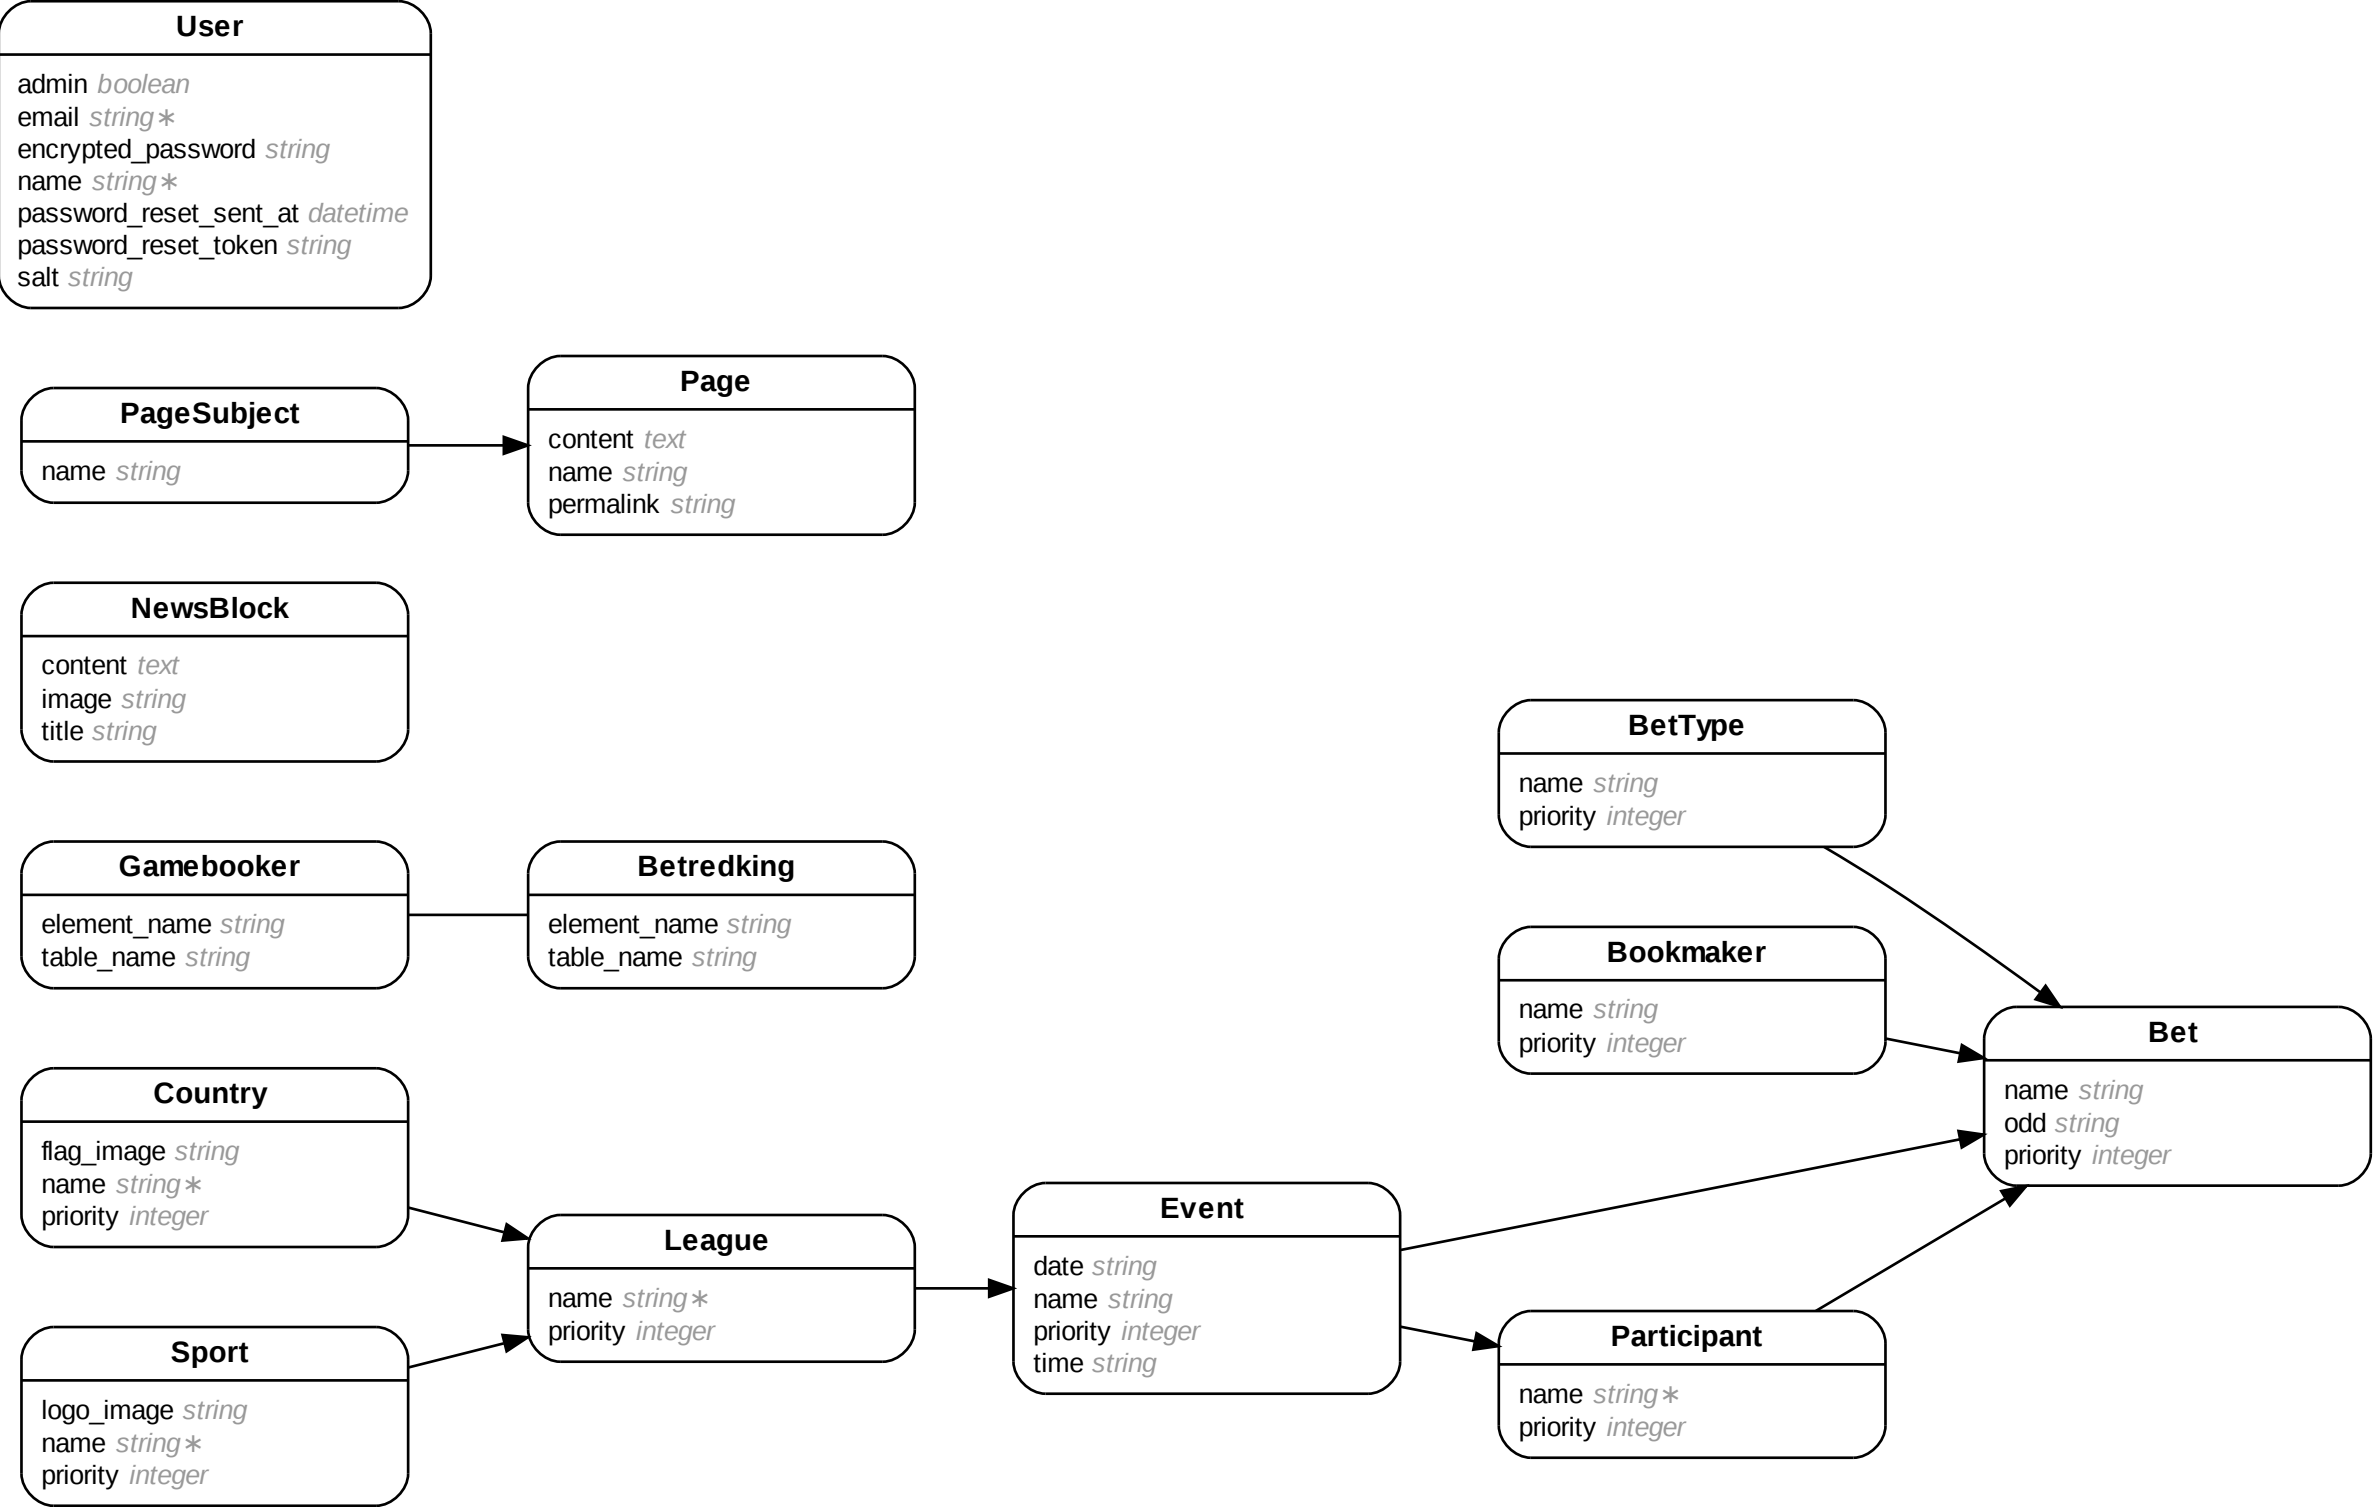 User
admin boolean
email string∗
encrypted_password string
name string∗
password_reset_sent_at datetime
password_reset_token string
salt string
PageSubject
name string
Page
content text
name string
permalink string
NewsBlock
content text
image string
title string
Gamebooker
element_name string
table_name string
Betredking
element_name string
table_name string
Country
flag_image string
name string∗
priority integer
Sport
logo_image string
name string∗
priority integer
League
name string∗
priority integer
Event
date string
name string
priority integer
time string
BetType
name string
priority integer
Bookmaker
name string
priority integer
Participant
name string∗
priority integer
Bet
name string
odd string
priority integer